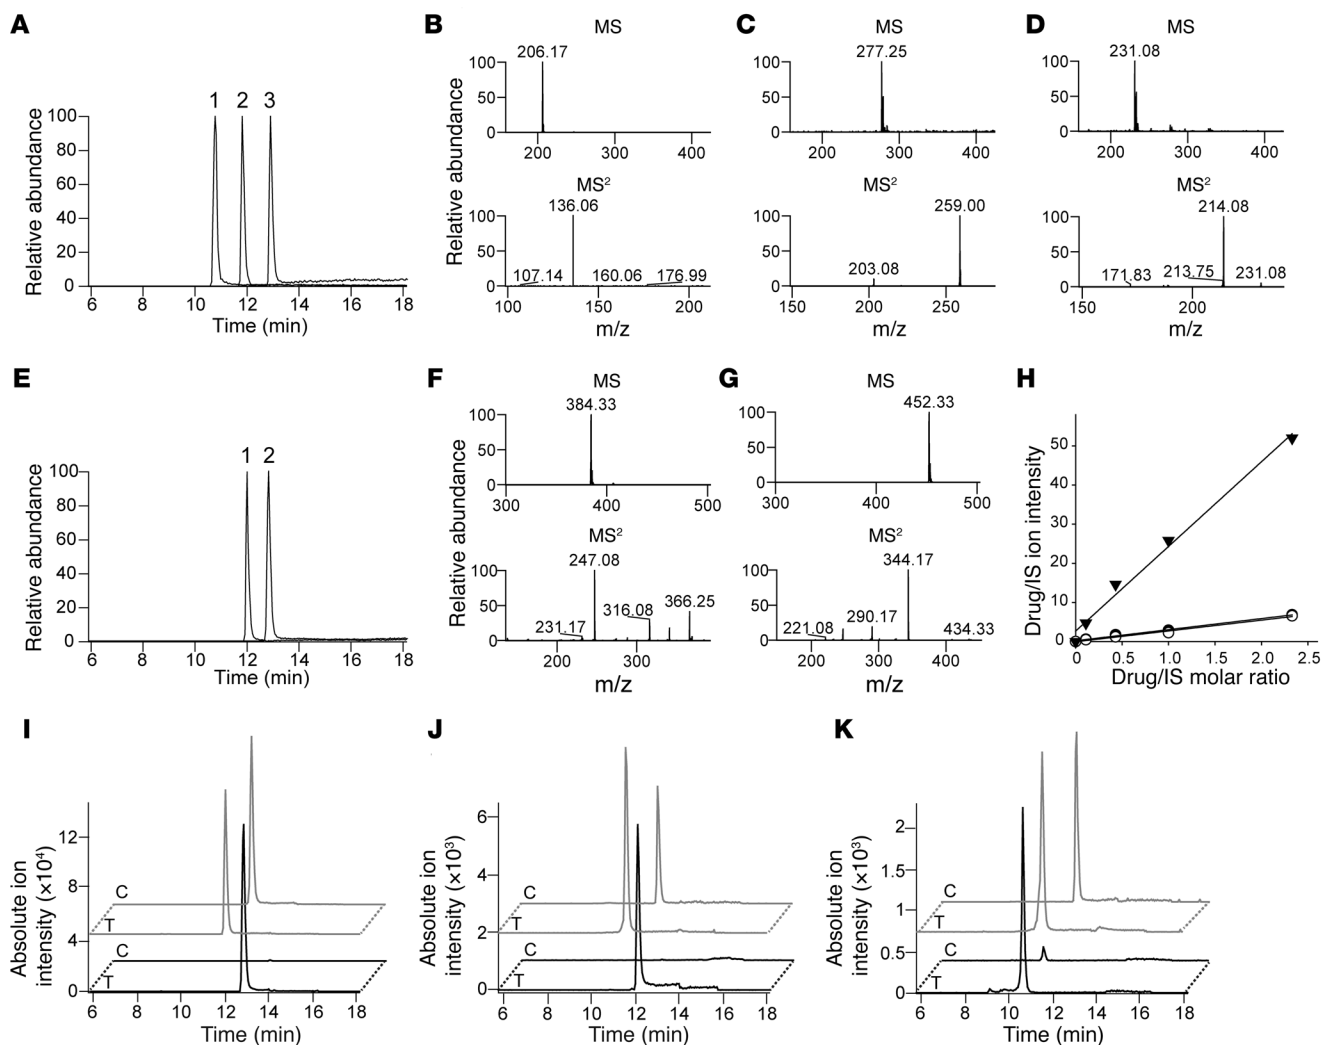 A
Relative abundance
100
80
60
40
20
0
1 2 3
6 8 10 12 14 16 18
Time (min)
B
MS
206.17
Relative abundance
100
50
0
200 300 400
MS²
136.06
100
50
0
107.14 160.06 176.99
100 150 200
m/z
C
MS
277.25
100
50
0
200 300 400
MS²
259.00
100
50
0
203.08
150 200 250
m/z
D
MS
231.08
100
50
0
200 300 400
MS²
214.08
100
50
0
171.83 213.75 231.08
150 200
m/z
E
Relative abundance
100
80
60
40
20
0
1 2
6 8 10 12 14 16 18
Time (min)
F
MS
384.33
Relative abundance
100
50
0
300 400 500
MS²
247.08
100
50
0
231.17 316.08 366.25
200 300
m/z
G
MS
452.33
100
50
0
300 400 500
MS²
344.17
100
50
0
221.08 290.17 434.33
200 300 400
m/z
H
Drug/IS ion intensity
50
40
30
20
10
0
0 0.5 1.0 1.5 2.0 2.5
Drug/IS molar ratio
I
Absolute ion
intensity (×10⁴)
12
8
4
0
C
T
C
T
6 8 10 12 14 16 18
Time (min)
J
Absolute ion
intensity (×10³)
6
4
2
0
C
T
C
T
6 8 10 12 14 16 18
Time (min)
K
Absolute ion
intensity (×10³)
2
1.5
1
0.5
0
C
T
C
T
6 8 10 12 14 16 18
Time (min)